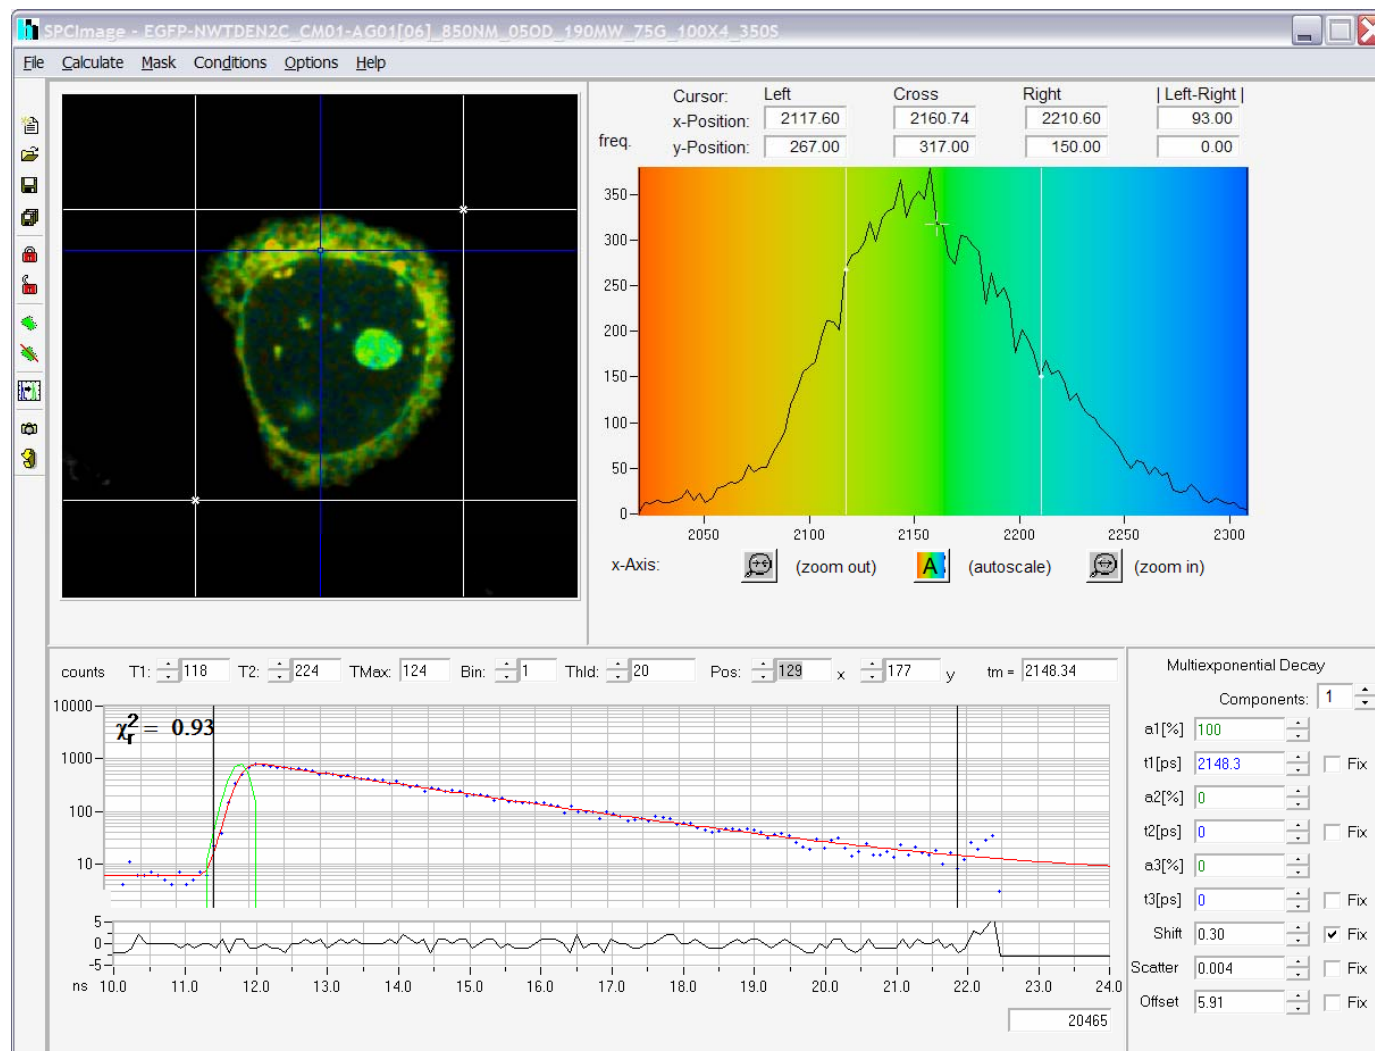 SPCImage - EGFP-NWTDEN2C_CM01-AG01[06]_850NM_05OD_190MW_75G_100X4_350S
File Calculate Mask Conditions Options Help
Cursor: Left Cross Right | Left-Right |
x-Position: 2117.60 2160.74 2210.60 93.00
freq. y-Position: 267.00 317.00 150.00 0.00
350
300
250
200
150
100
50
0
2050 2100 2150 2200 2250 2300
x-Axis: (zoom out) A (autoscale) (zoom in)
counts T1: 118 T2: 224 TMax: 124 Bin: 1 Thld: 20 Pos: 129 x 177 y tm = 2148.34
10000
χ²r = 0.93
1000
100
10
5
0
-5
ns 10.0 11.0 12.0 13.0 14.0 15.0 16.0 17.0 18.0 19.0 20.0 21.0 22.0 23.0 24.0
20465
Multiexponential Decay
Components: 1
a1[%] 100
t1[ps] 2148.3 Fix
a2[%] 0
t2[ps] 0 Fix
a3[%] 0
t3[ps] 0 Fix
Shift 0.30 Fix
Scatter 0.004 Fix
Offset 5.91 Fix